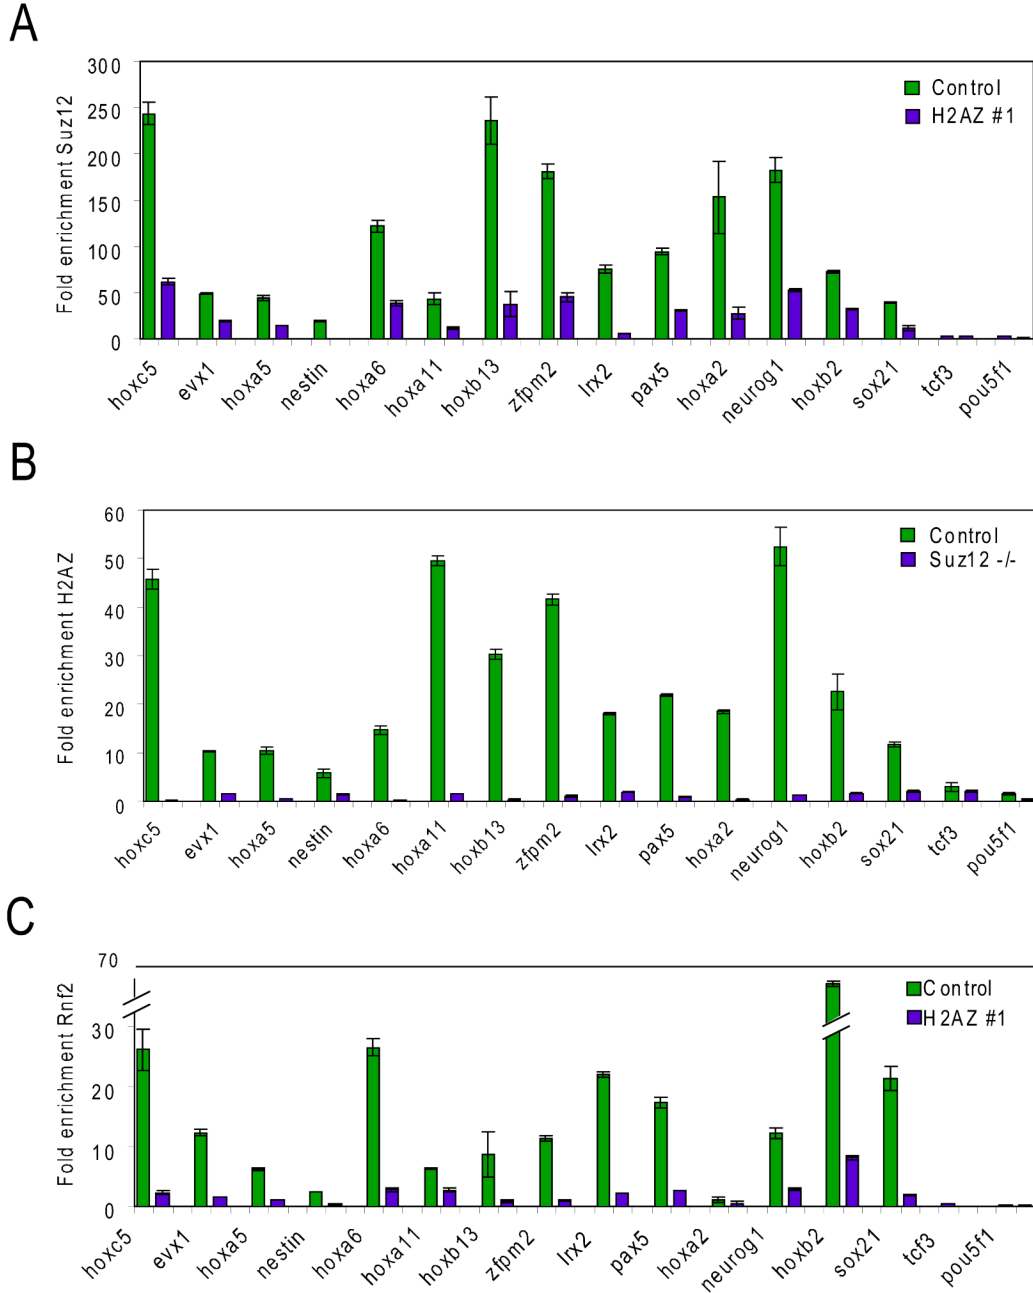 A
Fold enrichment Suz12
300
250
200
150
100
50
0
Control
H2AZ #1
hoxc5 evx1 hoxa5 nestin hoxa6 hoxa11 hoxb13 zfpm2 lrx2 pax5 hoxa2 neurog1 hoxb2 sox21 tcf3 pou5f1
B
Fold enrichment H2AZ
60
50
40
30
20
10
0
Control
Suz12 -/-
hoxc5 evx1 hoxa5 nestin hoxa6 hoxa11 hoxb13 zfpm2 lrx2 pax5 hoxa2 neurog1 hoxb2 sox21 tcf3 pou5f1
C
Fold enrichment Rnf2
70
30
20
10
0
Control
H2AZ #1
hoxc5 evx1 hoxa5 nestin hoxa6 hoxa11 hoxb13 zfpm2 lrx2 pax5 hoxa2 neurog1 hoxb2 sox21 tcf3 pou5f1